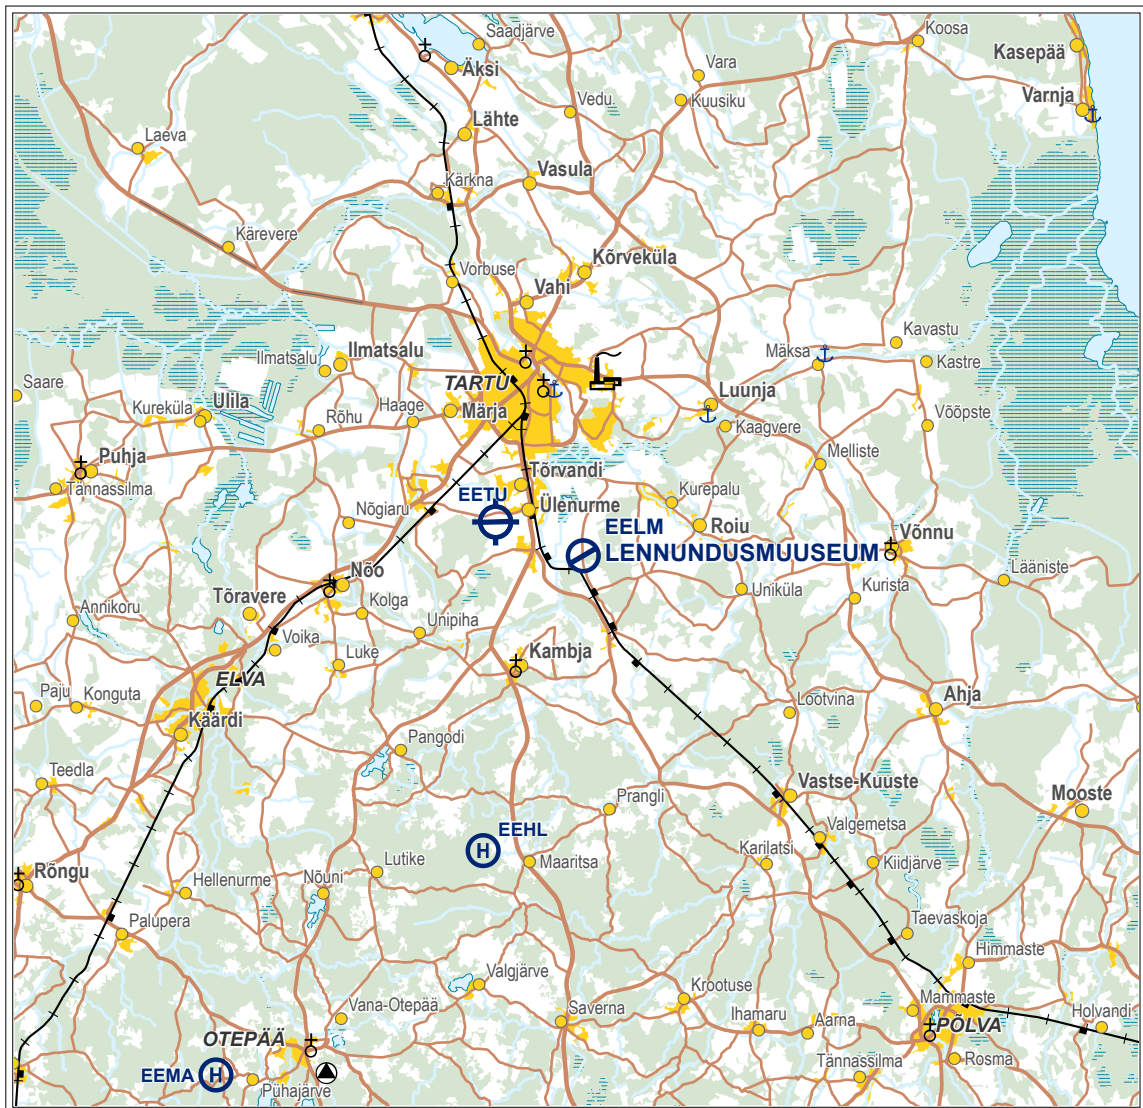 Saadjärve
Koosa
Kasepää
Äksi
Vara
Kuusiku
Vedu
Varnja
Lähte
Laeva
Vasula
Kärkna
Kärevere
Kõrveküla
Vorbuse
Vahi
Kavastu
Ilmatsalu
Ilmatsalu
Mäksa
Kastre
Saare
TARTU
Luunja
Kureküla
Ulila
Haage
Märja
Rõhu
Kaagvere
Vööpste
Puhja
Melliste
Tännassilma
Tõrvandi
EETU
Kurepalu
Ülenurme
Nõgiaru
EELM
Roiu
Võnnu
LENNUNDUSMUUSEUM
Nõo
Lääniste
Uniküla
Kurista
Tõravere
Kolga
Annikoru
Unipiha
Voika
Luke
Kambja
ELVA
Paju
Konguta
Lootvina
Ahja
Käärdi
Pangodi
Teedla
Vastse-Kuuste
Prangli
Mooste
EEHL
Valgemetsa
H
Maaritsa
Karilatsi
Kiidjärve
Rõngu
Lutike
Hellenurme
Nõuni
Palupera
Taevaskoja
Himmaste
Valgjärve
Krootuse
Vana-Otepää
Saverna
Mammaste
Ihamaru
Aarna
PÕLVA
Holvandi
OTEPÄÄ
Rosma
Tännassilma
EEMA
H
Pühajärve